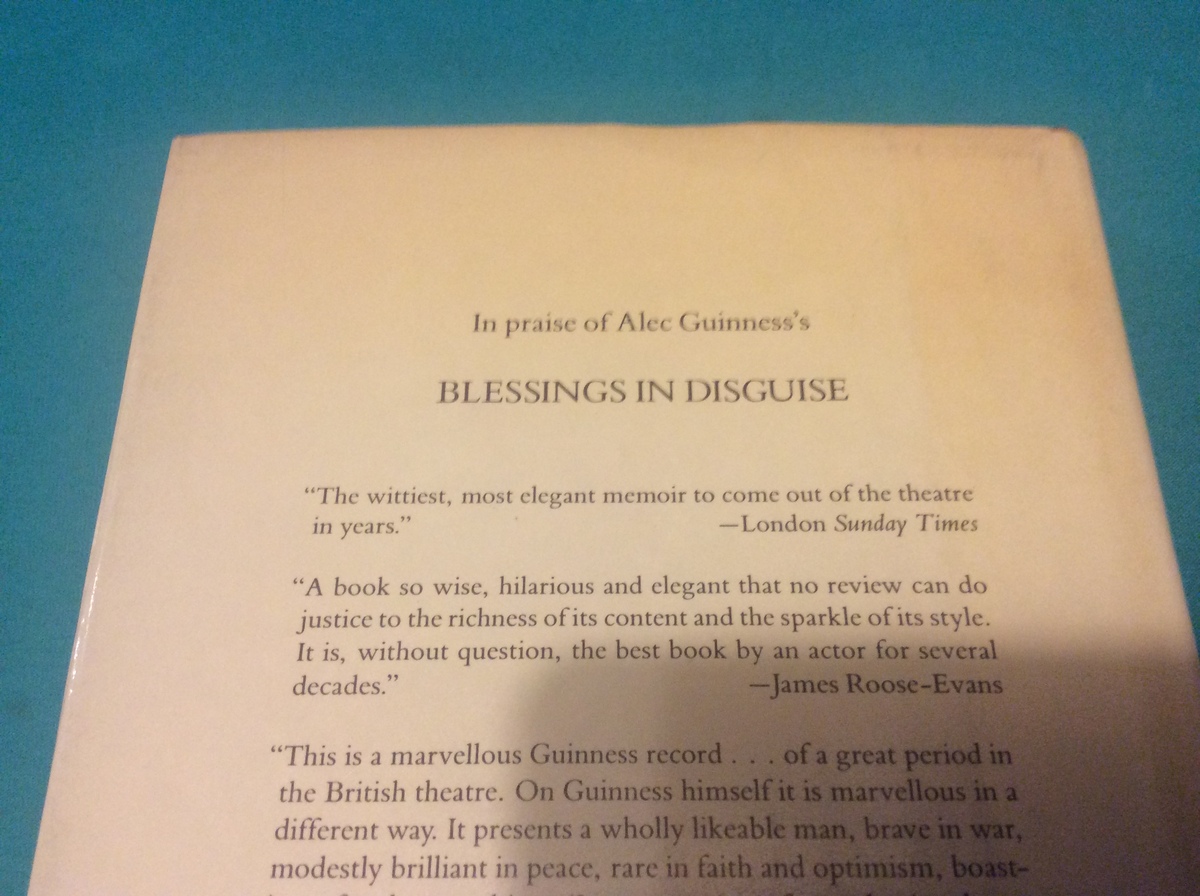 In praise of Alec Guinness's
BLESSINGS IN DISGUISE
“The wittiest, most elegant memoir to come out of the theatre
in years.” —London Sunday Times
“A book so wise, hilarious and elegant that no review can do
justice to the richness of its content and the sparkle of its style.
It is, without question, the best book by an actor for several
decades.” —James Roose-Evans
“This is a marvellous Guinness record . . . of a great period in
the British theatre. On Guinness himself it is marvellous in a
different way. It presents a wholly likeable man, brave in war,
modestly brilliant in peace, rare in faith and optimism, boast-